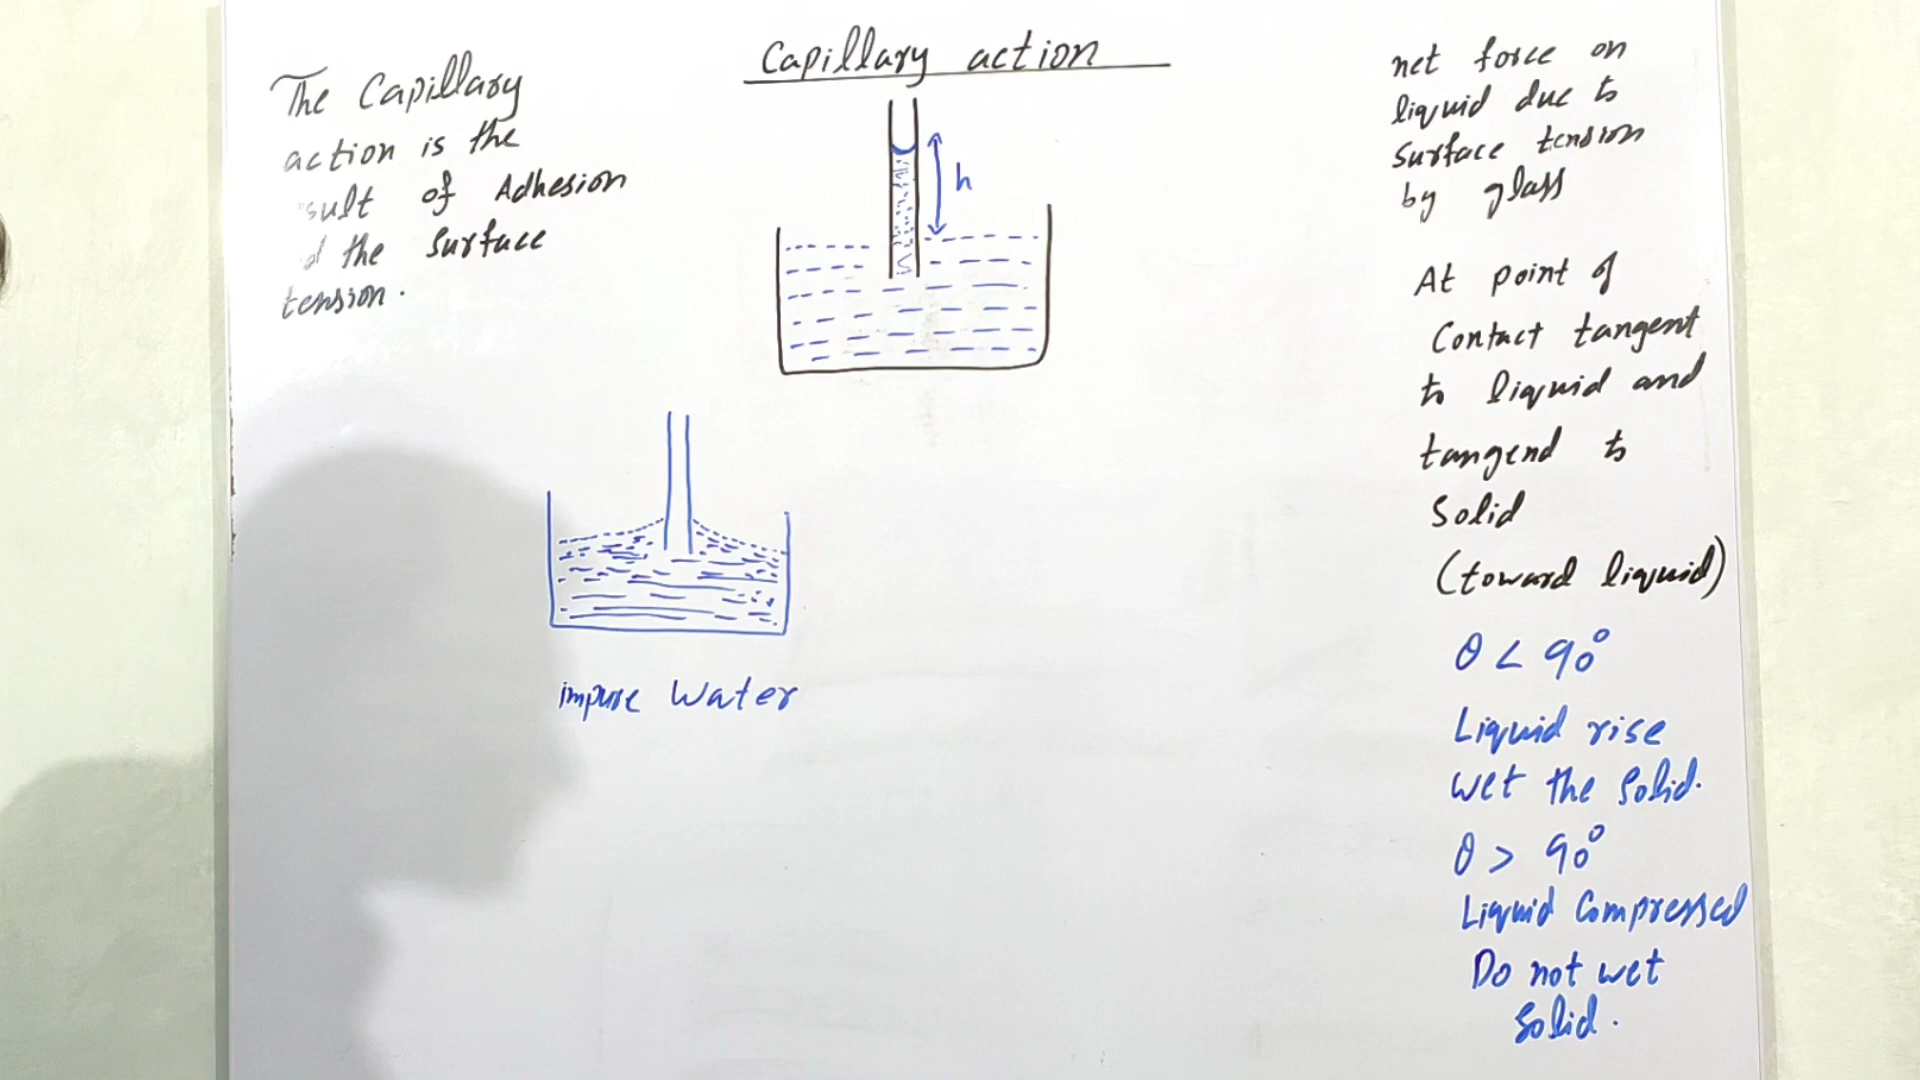 Capillary action
The Capillary
action is the
sult of Adhesion
d the Surface
tension.
h
impure Water
net force on
liquid due to
Surface tension
by glass
At point of
Contact tangent
to liquid and
tangend to
Solid
(toward liquid)
θ < 90°
Liquid rise
wet the Solid.
θ > 90°
Liquid Compressed
Do not wet
Solid.